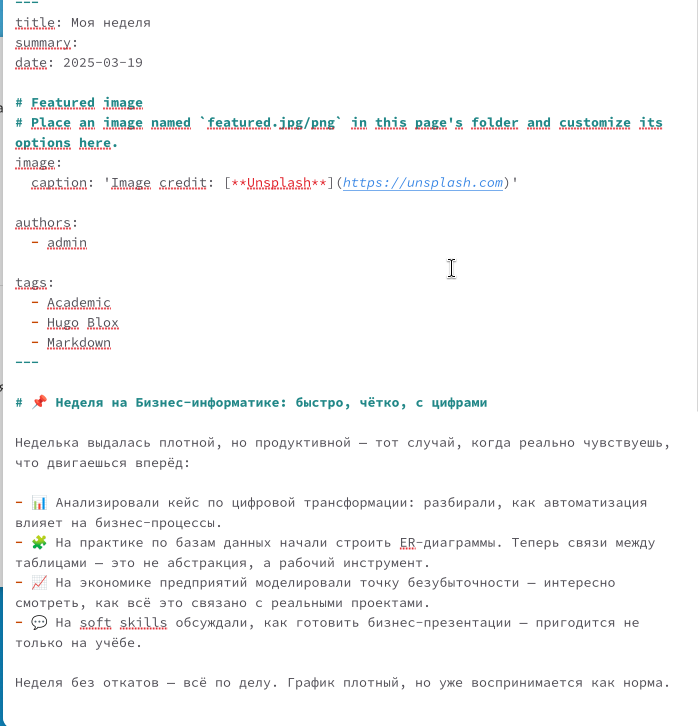 ---
title: Моя неделя
summary:
date: 2025-03-19
# Featured image
# Place an image named `featured.jpg/png` in this page's folder and customize its
options here.
image:
  caption: 'Image credit: [**Unsplash**](https://unsplash.com)'
authors:
  - admin
tags:
  - Academic
  - Hugo Blox
  - Markdown
---
# 📌 Неделя на Бизнес-информатике: быстро, чётко, с цифрами
Неделька выдалась плотной, но продуктивной — тот случай, когда реально чувствуешь,
что двигаешься вперёд:
- 📊 Анализировали кейс по цифровой трансформации: разбирали, как автоматизация
влияет на бизнес-процессы.
- 🧩 На практике по базам данных начали строить ER-диаграммы. Теперь связи между
таблицами — это не абстракция, а рабочий инструмент.
- 📈 На экономике предприятий моделировали точку безубыточности — интересно
смотреть, как всё это связано с реальными проектами.
- 💬 На soft skills обсуждали, как готовить бизнес-презентации — пригодится не
только на учёбе.
Неделя без откатов — всё по делу. График плотный, но уже воспринимается как норма.